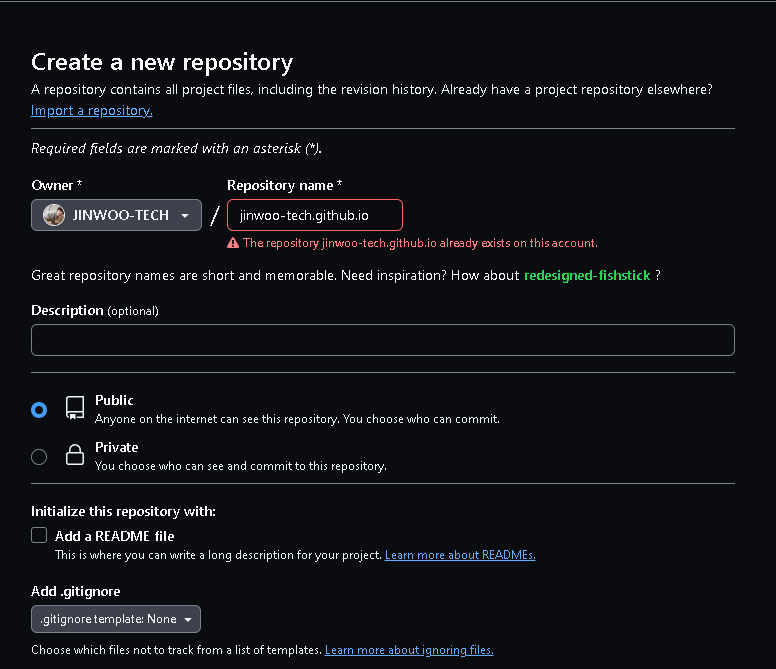 Create a new repository
A repository contains all project files, including the revision history. Already have a project repository elsewhere?
Import a repository.
Required fields are marked with an asterisk (*).
Owner *
Repository name *
JINWOO-TECH / jinwoo-tech.github.io
The repository jinwoo-tech.github.io already exists on this account.
Great repository names are short and memorable. Need inspiration? How about redesigned-fishstick ?
Description (optional)
Public
Anyone on the internet can see this repository. You choose who can commit.
Private
You choose who can see and commit to this repository.
Initialize this repository with:
Add a README file
This is where you can write a long description for your project. Learn more about READMEs.
Add .gitignore
.gitignore template: None
Choose which files not to track from a list of templates. Learn more about ignoring files.